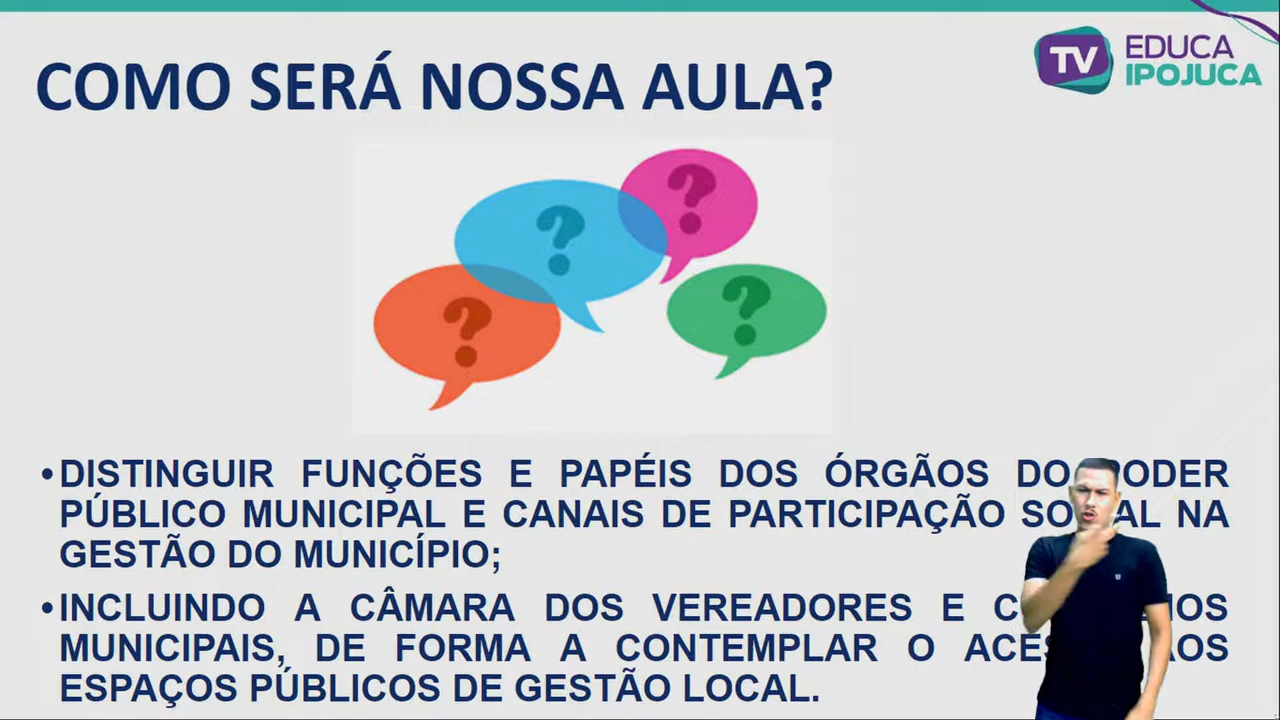 COMO SERÁ NOSSA AULA?
TV EDUCA
IPOJUCA
? ? ? ?
•DISTINGUIR FUNÇÕES E PAPÉIS DOS ÓRGÃOS DO
PÚBLICO MUNICIPAL E CANAIS DE PARTICIPAÇÃO NA
GESTÃO DO MUNICÍPIO;
•INCLUINDO A CÂMARA DOS VEREADORES E
MUNICIPAIS, DE FORMA A CONTEMPLAR O
ESPAÇOS PÚBLICOS DE GESTÃO LOCAL.